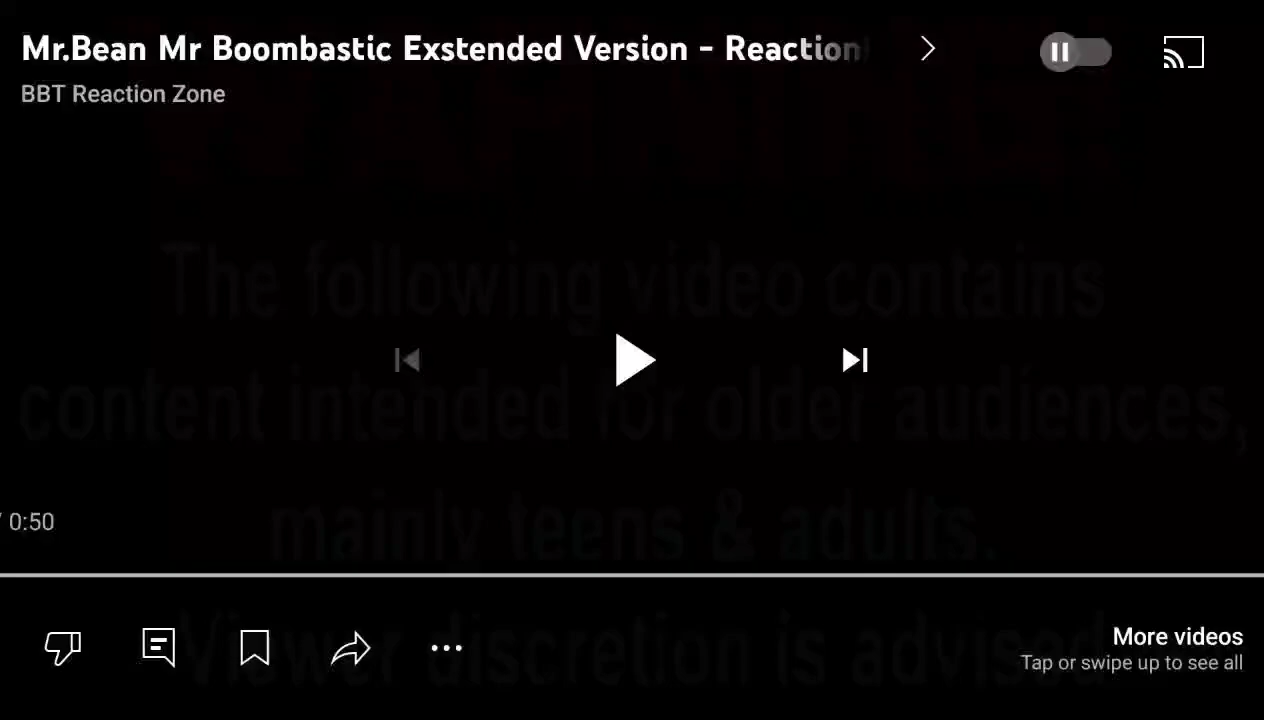 Mr.Bean Mr Boombastic Exstended Version - Reaction
BBT Reaction Zone
WARNING!
The following video contains
content intended for older audiences,
mainly teens & adults.
/ 0:50
Viewer discretion is advised.
More videos
Tap or swipe up to see all